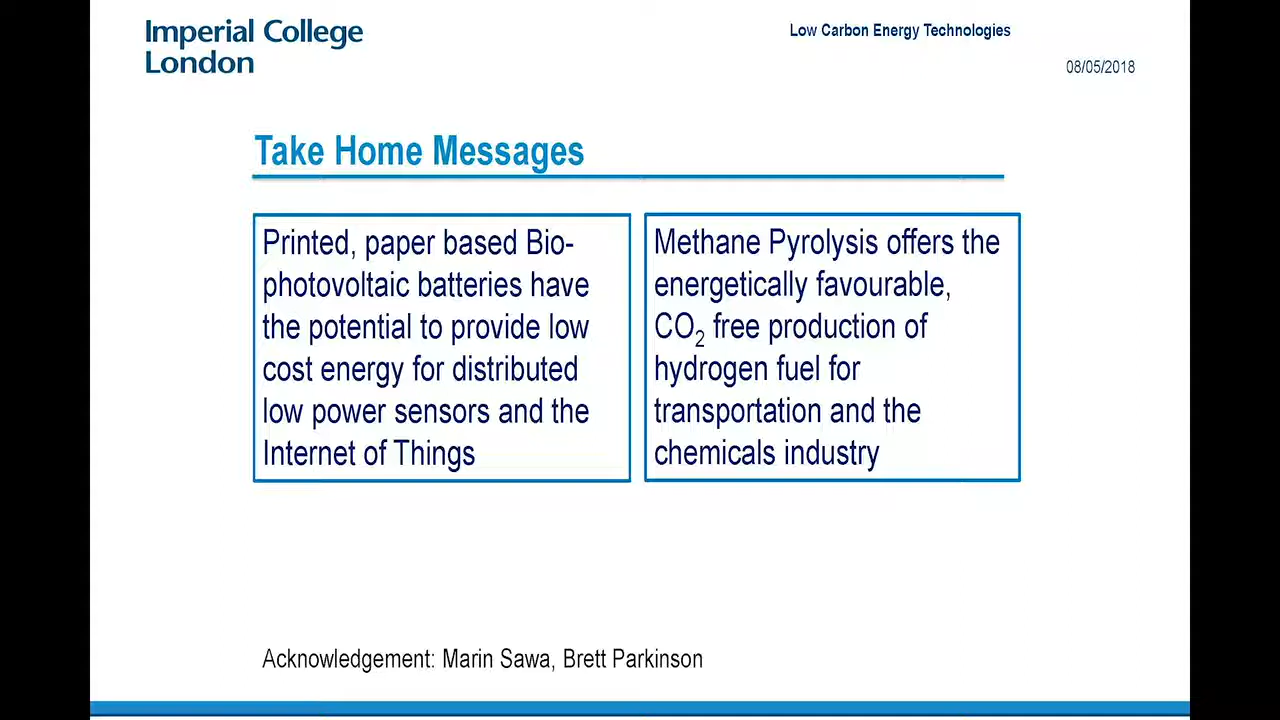 Imperial College
London
Low Carbon Energy Technologies
08/05/2018
Take Home Messages
Printed, paper based Bio-
photovoltaic batteries have
the potential to provide low
cost energy for distributed
low power sensors and the
Internet of Things
Methane Pyrolysis offers the
energetically favourable,
CO₂ free production of
hydrogen fuel for
transportation and the
chemicals industry
Acknowledgement: Marin Sawa, Brett Parkinson